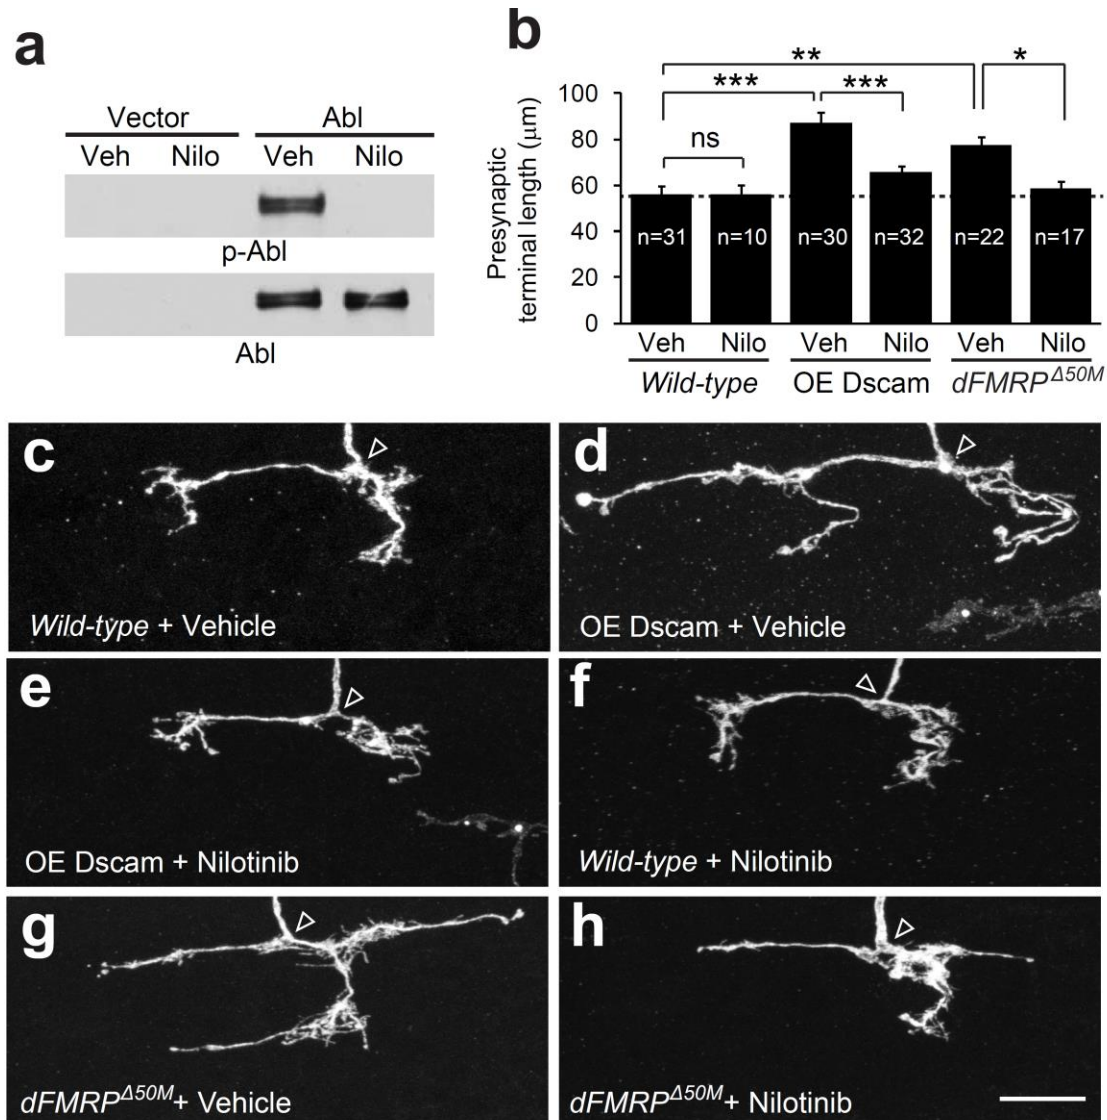 a
Vector Abl
Veh Nilo Veh Nilo
p-Abl
Abl
b
** *
*** ***
ns
Presynaptic
terminal length (μm)
100
80
60
40
20
0
n=31 n=10 n=30 n=32 n=22 n=17
Veh Nilo Veh Nilo Veh Nilo
Wild-type OE Dscam dFMRP^Δ50M
c
Wild-type + Vehicle
d
OE Dscam + Vehicle
e
OE Dscam + Nilotinib
f
Wild-type + Nilotinib
g
dFMRP^Δ50M + Vehicle
h
dFMRP^Δ50M + Nilotinib